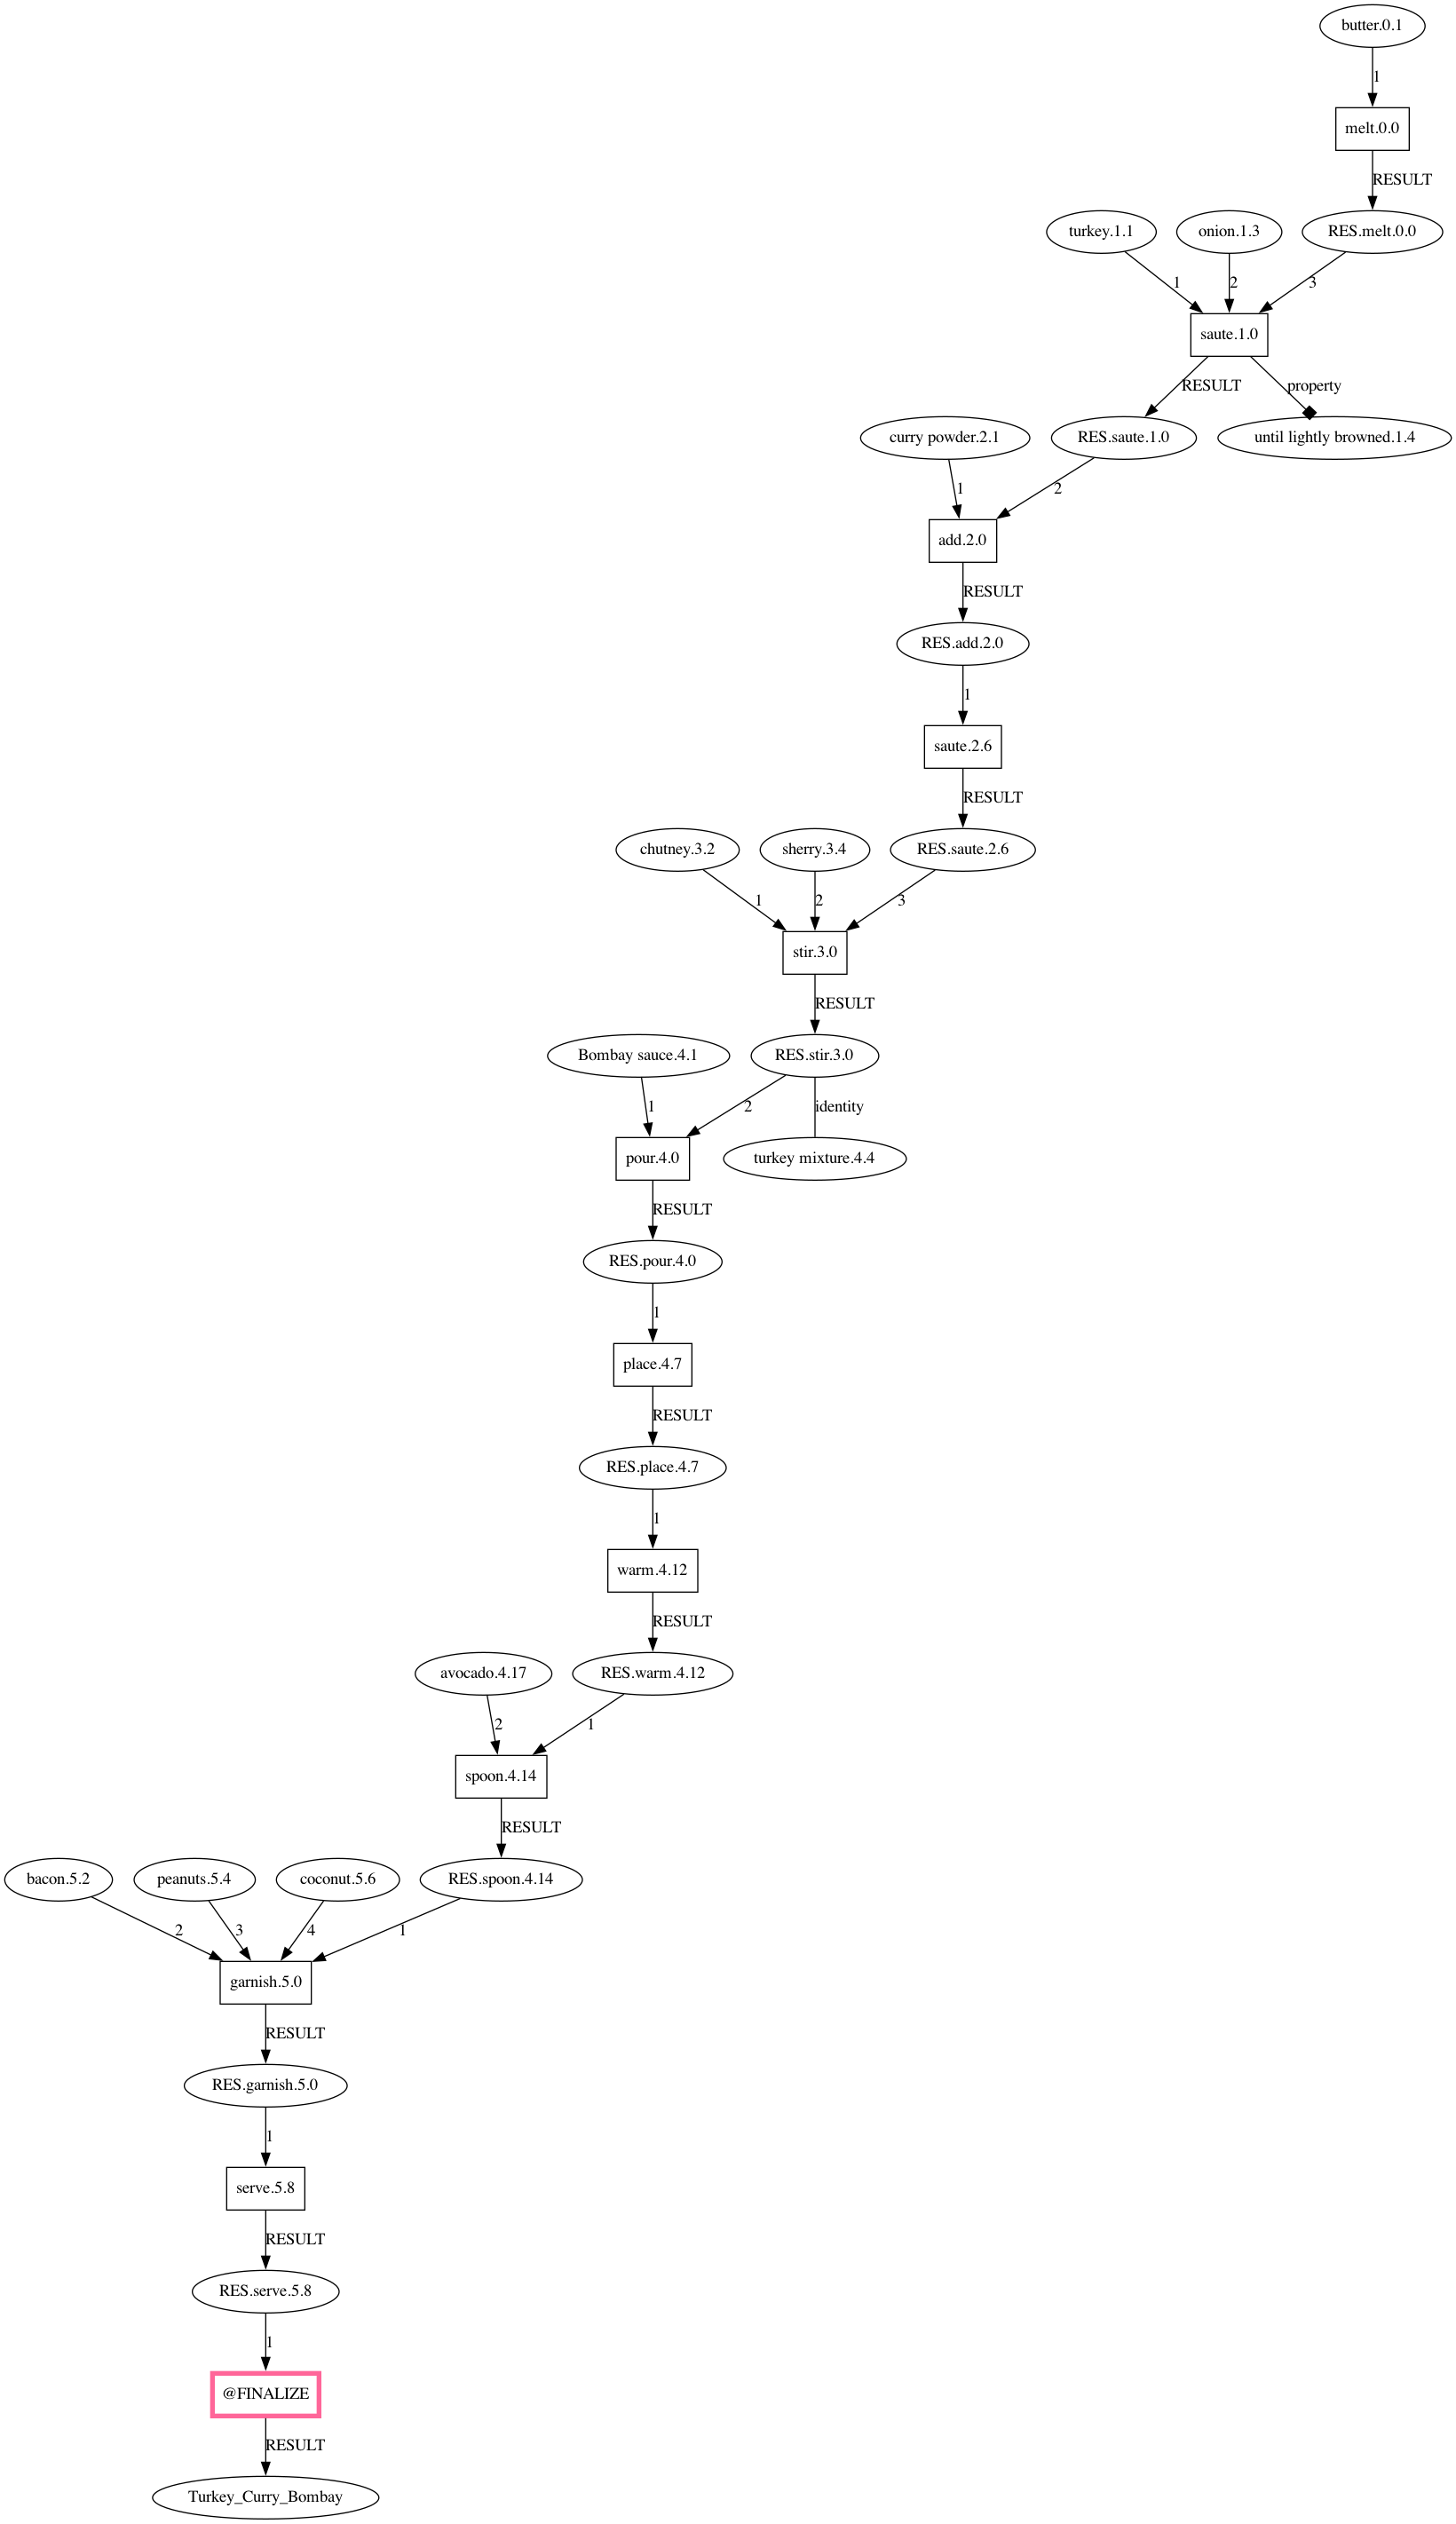 butter.0.1
1
melt.0.0
RESULT
turkey.1.1
onion.1.3
RES.melt.0.0
1
2
3
saute.1.0
RESULT
property
curry powder.2.1
RES.saute.1.0
until lightly browned.1.4
1
2
add.2.0
RESULT
RES.add.2.0
1
saute.2.6
RESULT
chutney.3.2
sherry.3.4
RES.saute.2.6
1
2
3
stir.3.0
RESULT
Bombay sauce.4.1
RES.stir.3.0
1
2
identity
pour.4.0
turkey mixture.4.4
RESULT
RES.pour.4.0
1
place.4.7
RESULT
RES.place.4.7
1
warm.4.12
RESULT
avocado.4.17
RES.warm.4.12
2
1
spoon.4.14
RESULT
bacon.5.2
peanuts.5.4
coconut.5.6
RES.spoon.4.14
2
3
4
1
garnish.5.0
RESULT
RES.garnish.5.0
1
serve.5.8
RESULT
RES.serve.5.8
1
@FINALIZE
RESULT
Turkey_Curry_Bombay